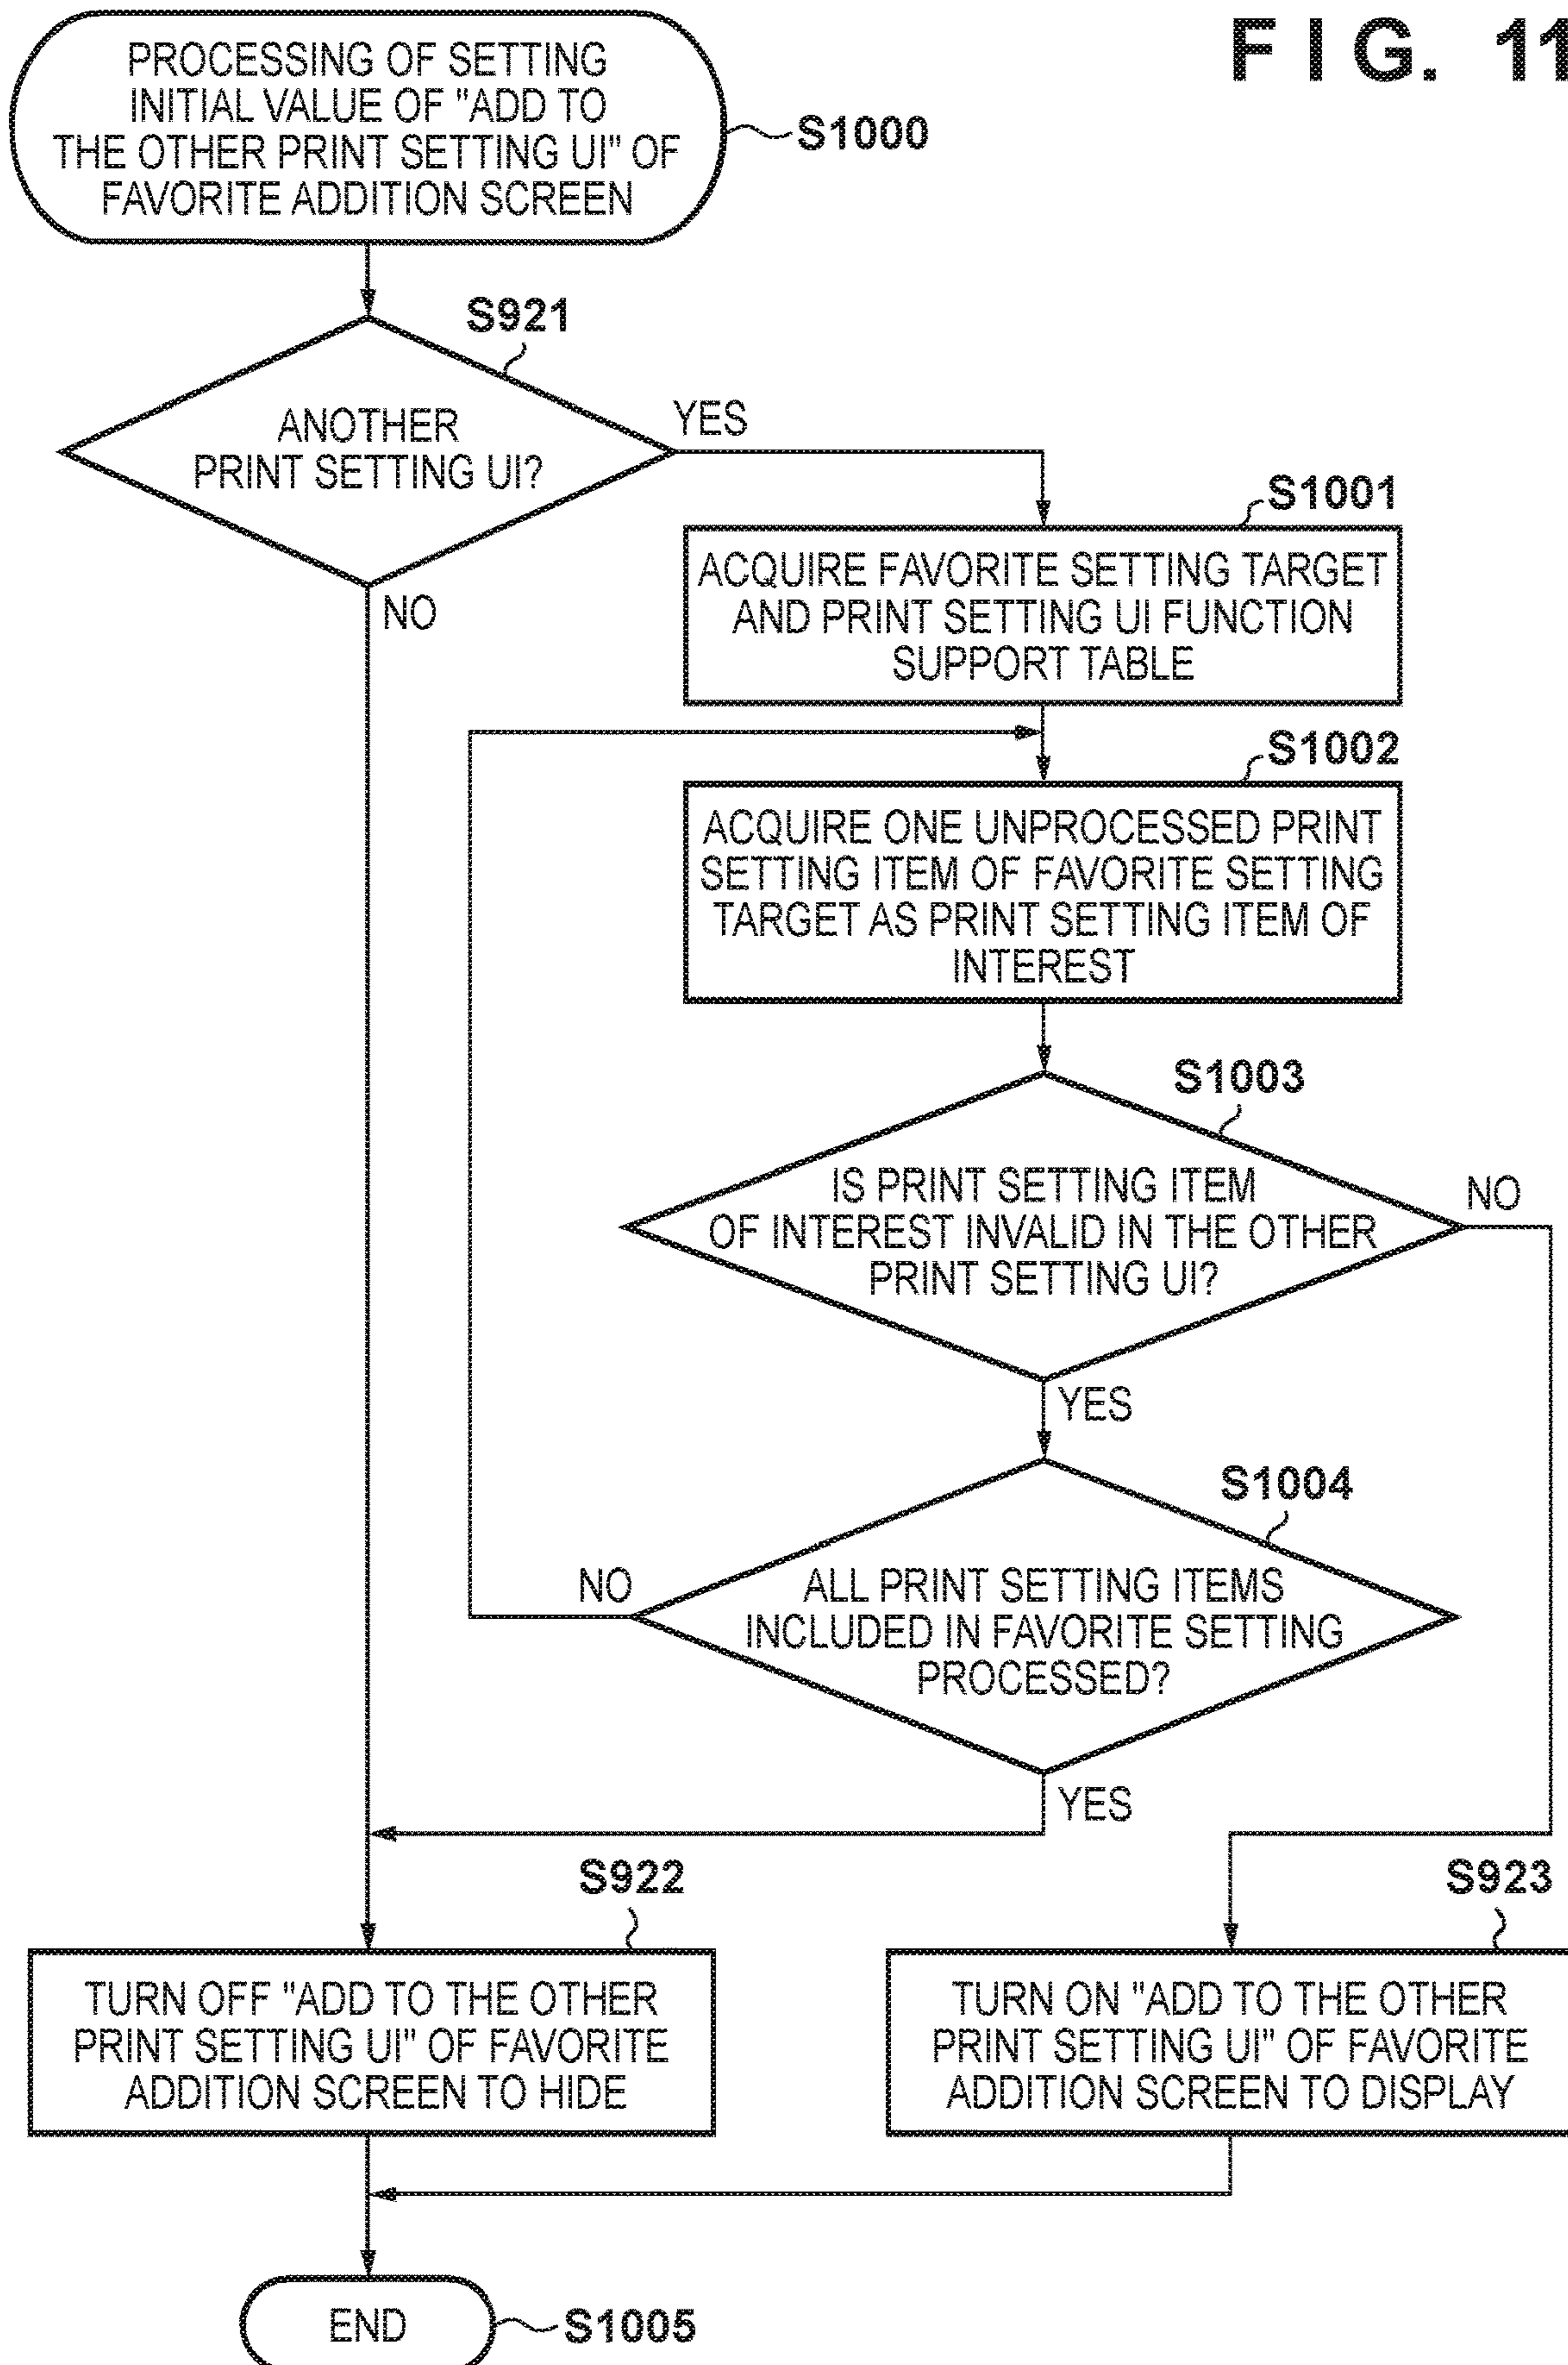 FIG. 11
PROCESSING OF SETTING
INITIAL VALUE OF "ADD TO
THE OTHER PRINT SETTING UI" OF
FAVORITE ADDITION SCREEN
S1000
S921
ANOTHER
PRINT SETTING UI?
YES
NO
S1001
ACQUIRE FAVORITE SETTING TARGET
AND PRINT SETTING UI FUNCTION
SUPPORT TABLE
S1002
ACQUIRE ONE UNPROCESSED PRINT
SETTING ITEM OF FAVORITE SETTING
TARGET AS PRINT SETTING ITEM OF
INTEREST
S1003
IS PRINT SETTING ITEM
OF INTEREST INVALID IN THE OTHER
PRINT SETTING UI?
NO
YES
S1004
ALL PRINT SETTING ITEMS
INCLUDED IN FAVORITE SETTING
PROCESSED?
NO
YES
S922
TURN OFF "ADD TO THE OTHER
PRINT SETTING UI" OF FAVORITE
ADDITION SCREEN TO HIDE
S923
TURN ON "ADD TO THE OTHER
PRINT SETTING UI" OF FAVORITE
ADDITION SCREEN TO DISPLAY
END
S1005